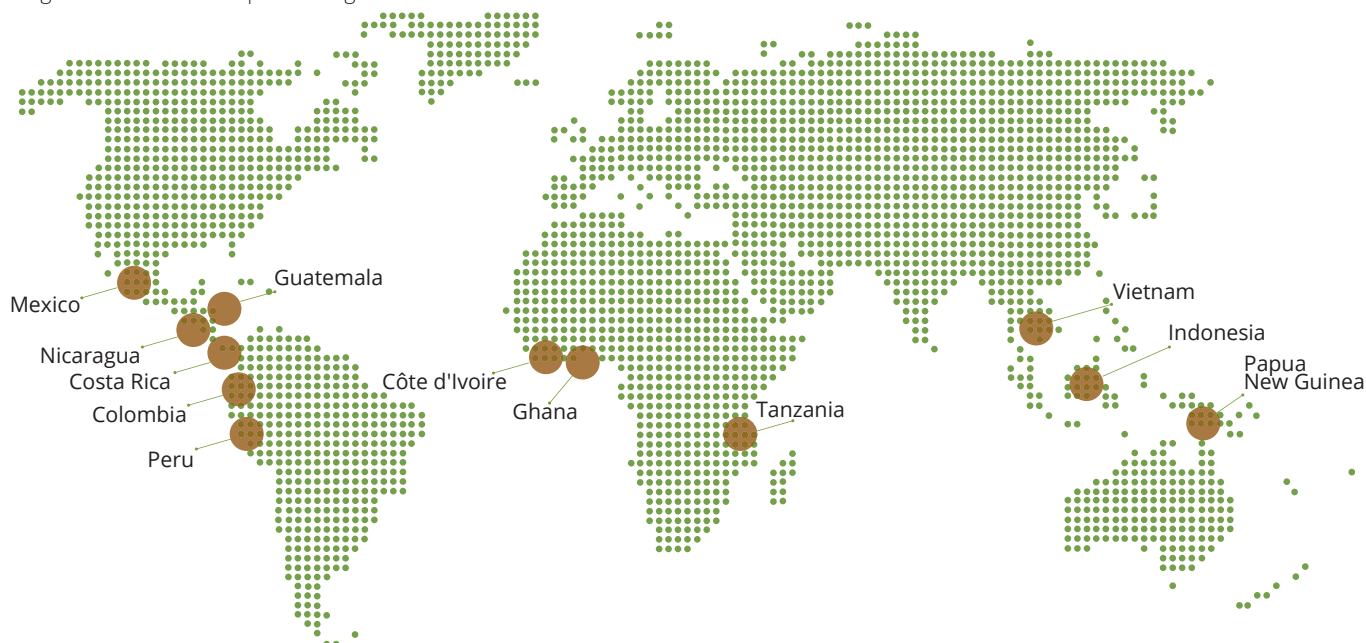 Guatemala
Mexico
Nicaragua
Costa Rica
Colombia
Peru
Côte d'Ivoire
Ghana
Tanzania
Vietnam
Indonesia
Papua
New Guinea